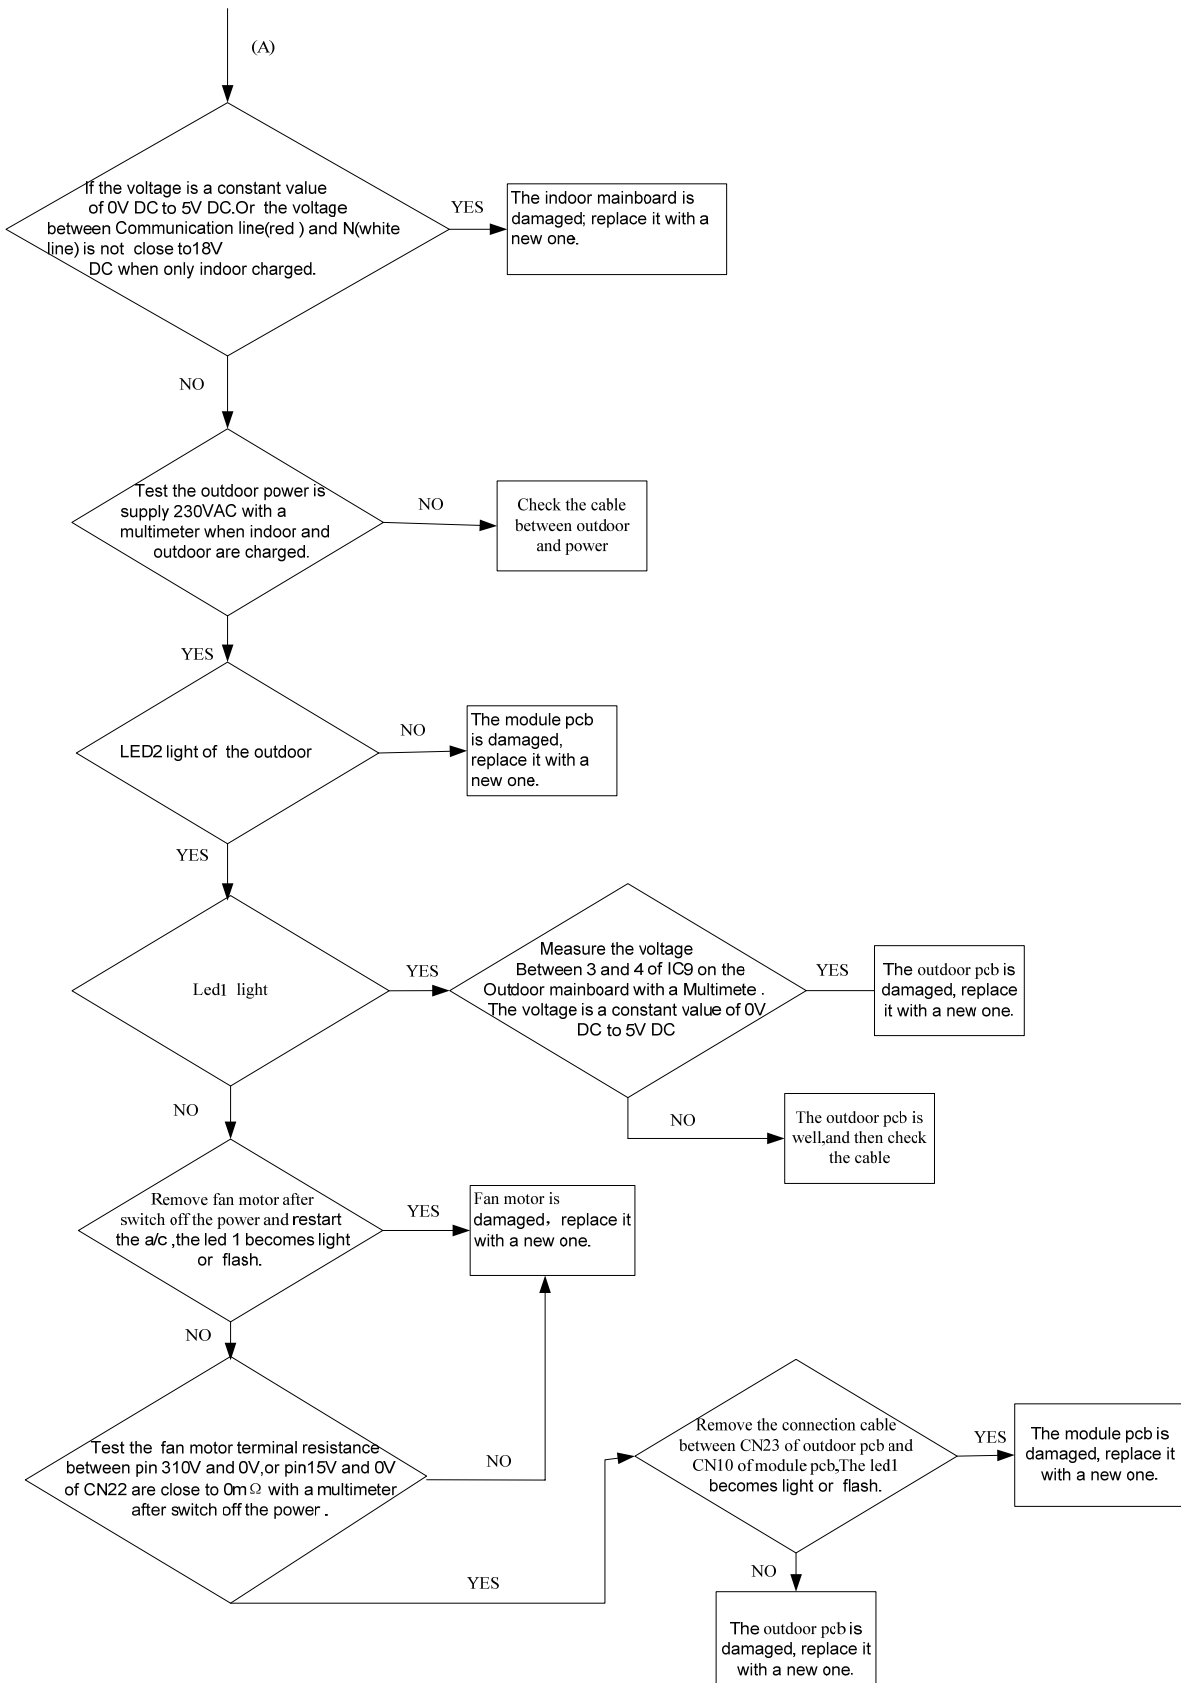 (A)
If the voltage is a constant value
of 0V DC to 5V DC.Or the voltage
between Communication line(red ) and N(white
line) is not close to18V
DC when only indoor charged.
YES
The indoor mainboard is
damaged; replace it with a
new one.
NO
Test the outdoor power is
supply 230VAC with a
multimeter when indoor and
outdoor are charged.
NO
Check the cable
between outdoor
and power
YES
LED2 light of the outdoor
NO
The module pcb
is damaged,
replace it with a
new one.
YES
Led1 light
YES
Measure the voltage
Between 3 and 4 of IC9 on the
Outdoor mainboard with a Multimete .
The voltage is a constant value of 0V
DC to 5V DC
YES
The outdoor pcb is
damaged, replace
it with a new one.
NO
The outdoor pcb is
well,and then check
the cable
NO
Remove fan motor after
switch off the power and restart
the a/c ,the led 1 becomes light
or flash.
YES
Fan motor is
damaged，replace it
with a new one.
NO
Test the fan motor terminal resistance
between pin 310V and 0V,or pin15V and 0V
of CN22 are close to 0mΩ with a multimeter
after switch off the power .
NO
YES
Remove the connection cable
between CN23 of outdoor pcb and
CN10 of module pcb,The led1
becomes light or flash.
YES
The module pcb is
damaged, replace it
with a new one.
NO
The outdoor pcb is
damaged, replace it
with a new one.